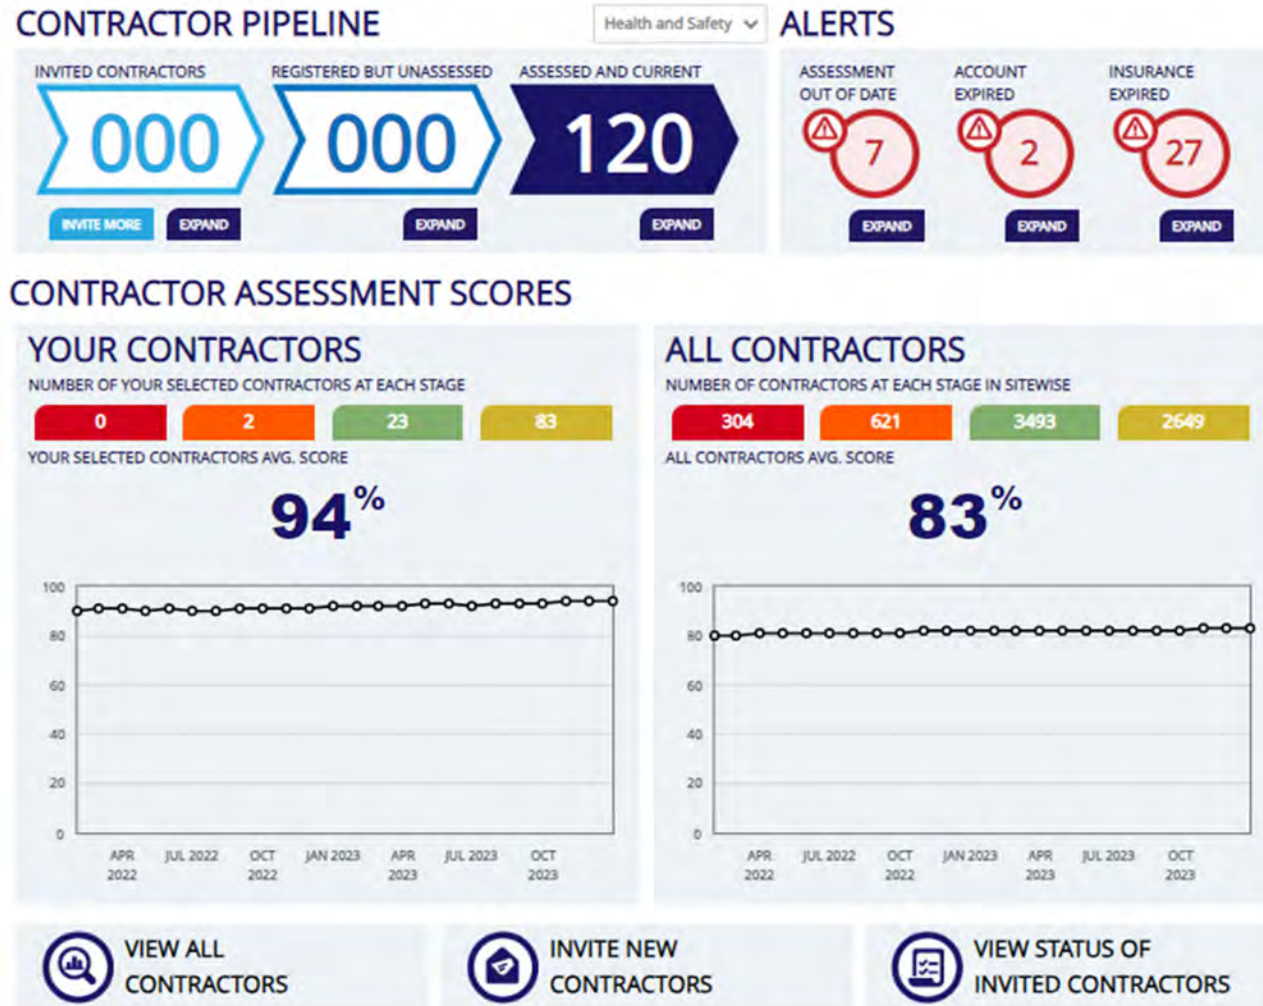 CONTRACTOR PIPELINE
Health and Safety
INVITED CONTRACTORS
REGISTERED BUT UNASSESSED
ASSESSED AND CURRENT
000
000
120
INVITE MORE
EXPAND
EXPAND
EXPAND
ALERTS
ASSESSMENT
OUT OF DATE
ACCOUNT
EXPIRED
INSURANCE
EXPIRED
7
2
27
EXPAND
EXPAND
EXPAND
CONTRACTOR ASSESSMENT SCORES
YOUR CONTRACTORS
NUMBER OF YOUR SELECTED CONTRACTORS AT EACH STAGE
0 2 23 83
YOUR SELECTED CONTRACTORS AVG. SCORE
94%
100
80
60
40
20
0
APR 2022
JUL 2022
OCT 2022
JAN 2023
APR 2023
JUL 2023
OCT 2023
ALL CONTRACTORS
NUMBER OF CONTRACTORS AT EACH STAGE IN SITEWISE
304 621 3493 2649
ALL CONTRACTORS AVG. SCORE
83%
100
80
60
40
20
0
APR 2022
JUL 2022
OCT 2022
JAN 2023
APR 2023
JUL 2023
OCT 2023
VIEW ALL
CONTRACTORS
INVITE NEW
CONTRACTORS
VIEW STATUS OF
INVITED CONTRACTORS